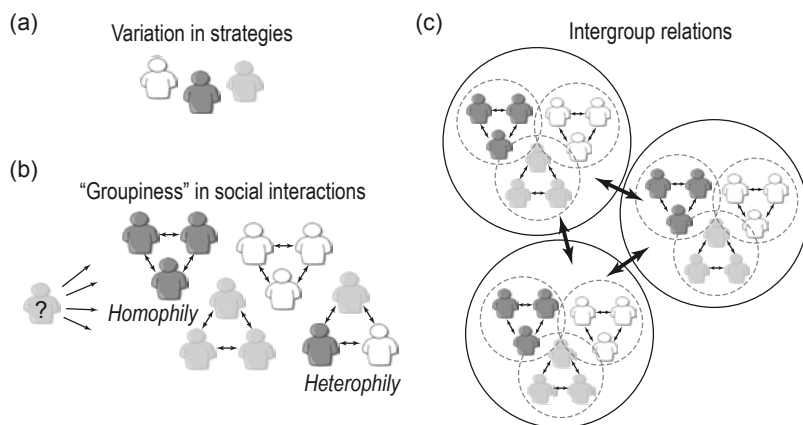 (a)
Variation in strategies
(b)
“Groupiness” in social interactions
?
Homophily
Heterophily
(c)
Intergroup relations